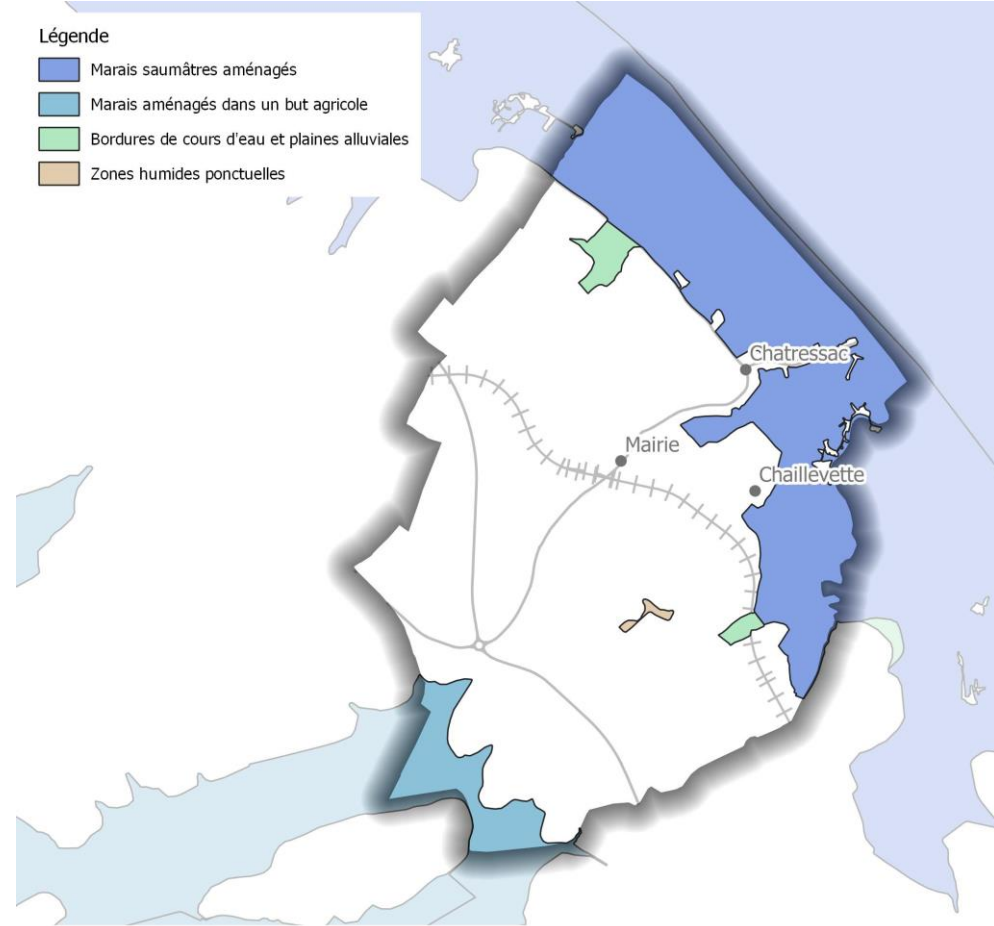 Légende
Marais saumâtres aménagés
Marais aménagés dans un but agricole
Bordures de cours d'eau et plaines alluviales
Zones humides ponctuelles
Chatressac
Mairie
Chaillevette